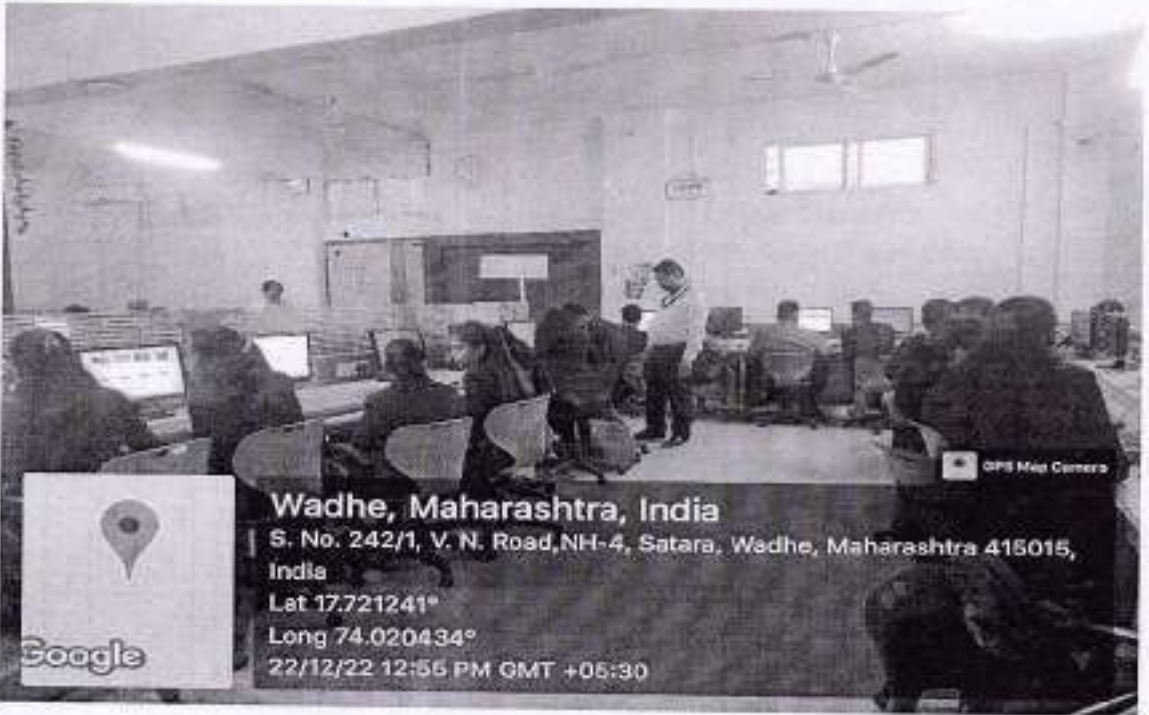 GPS Map Camera
Wadhe, Maharashtra, India
S. No. 242/1, V. N. Road,NH-4, Satara, Wadhe, Maharashtra 415015,
India
Lat 17.721241°
Long 74.020434°
22/12/22 12:55 PM GMT +05:30
Google